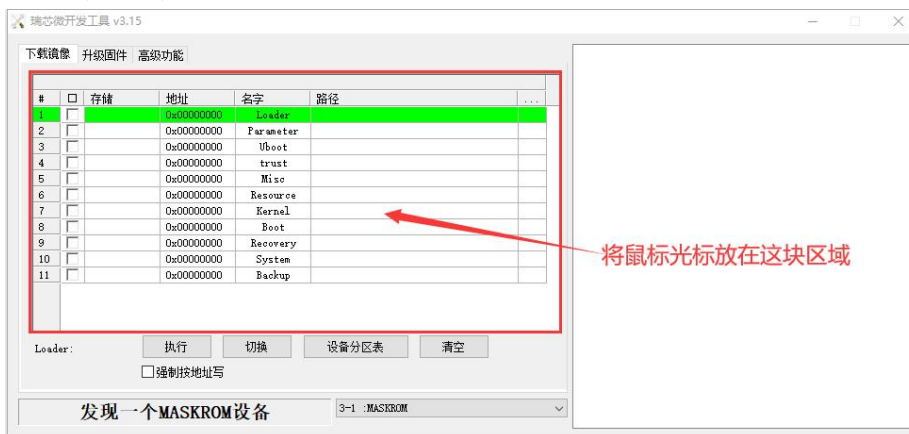 瑞芯微开发工具 v3.15
下载镜像 升级固件 高级功能
# 存储 地址 名字 路径 ...
1 0x00000000 Loader
2 0x00000000 Parameter
3 0x00000000 Uboot
4 0x00000000 trust
5 0x00000000 Misc
6 0x00000000 Resource
7 0x00000000 Kernel
8 0x00000000 Boot
9 0x00000000 Recovery
10 0x00000000 System
11 0x00000000 Backup
将鼠标光标放在这块区域
Loader: 执行 切换 设备分区表 清空
强制按地址写
发现一个MASKROM设备 3-1 :MASKROM